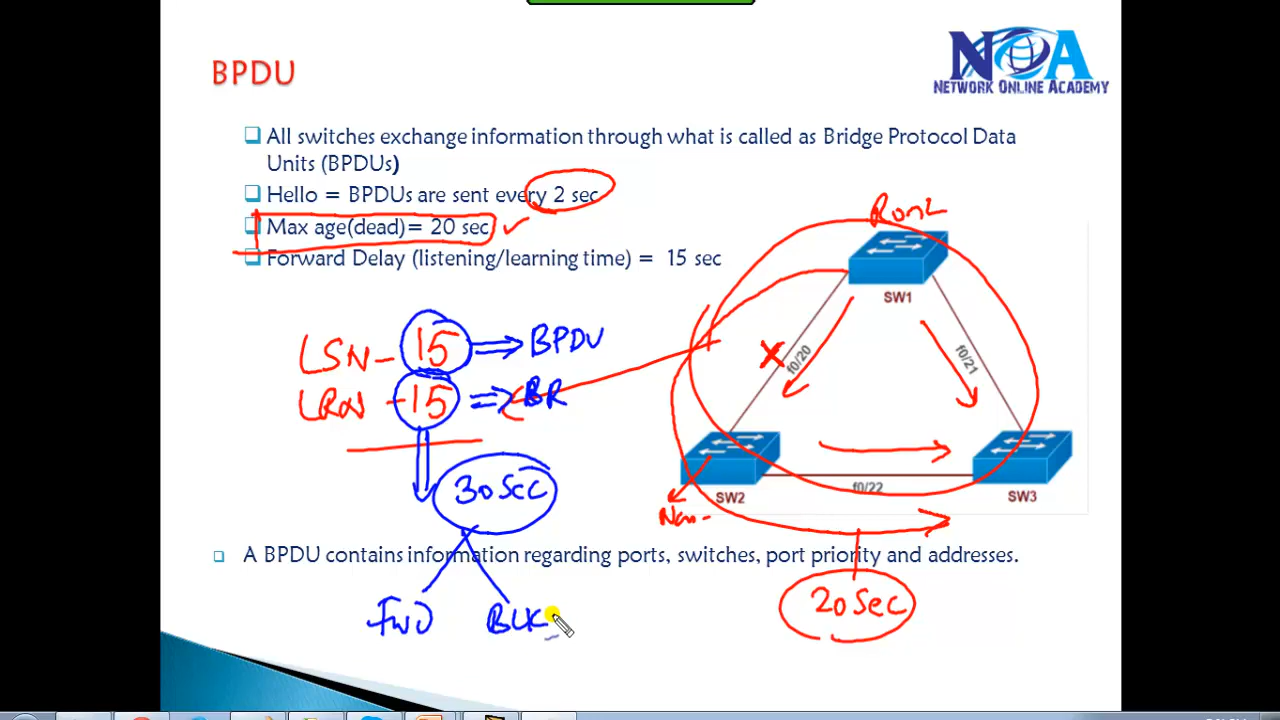 BPDU
NOA
NETWORK ONLINE ACADEMY
All switches exchange information through what is called as Bridge Protocol Data
Units (BPDUs)
Hello = BPDUs are sent every 2 sec
Max age(dead)= 20 sec
Forward Delay (listening/learning time) = 15 sec
Root
SW1
f0/20
f0/21
LSN - 15 ⇒ BPDU
LRN - 15 ⇒ BR
30 Sec
SW2
f0/22
SW3
Non-
A BPDU contains information regarding ports, switches, port priority and addresses.
FWD
BLK
20 Sec